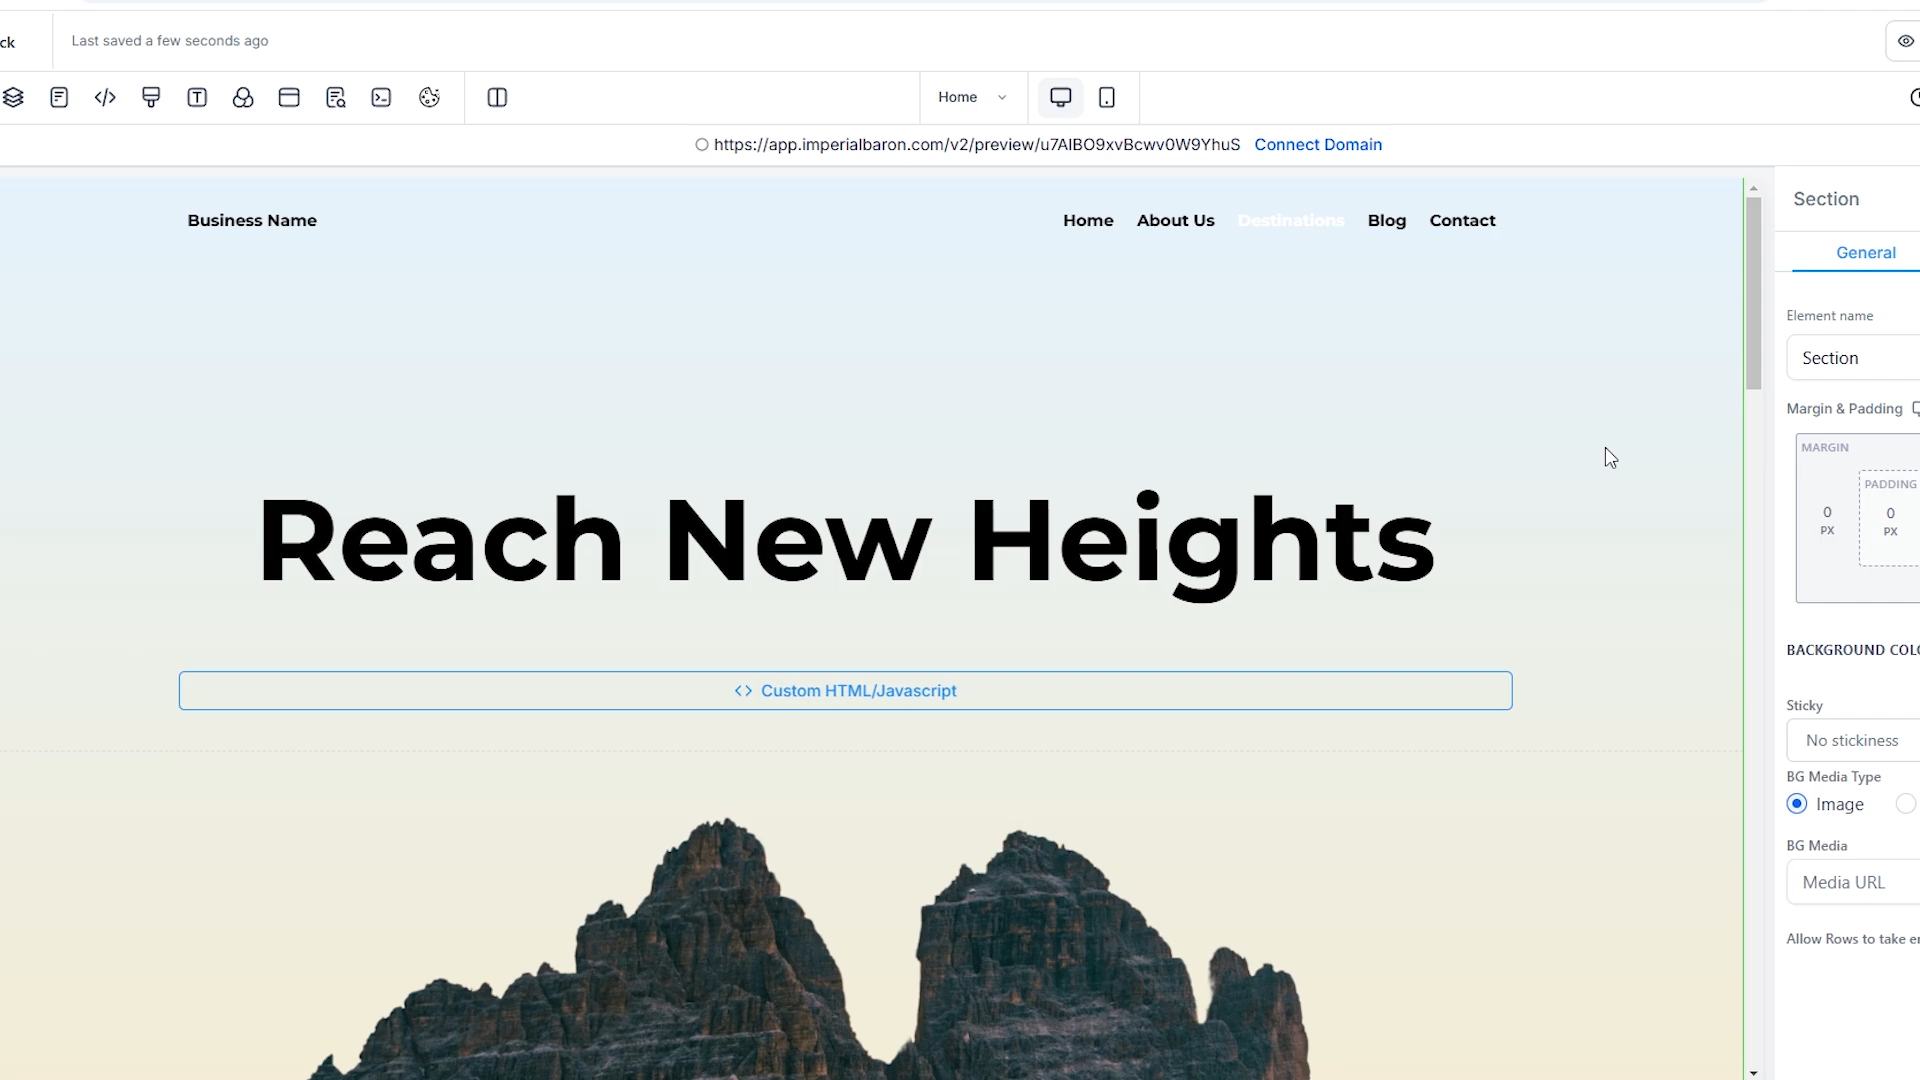 ck
Last saved a few seconds ago
Home
https://app.imperialbaron.com/v2/preview/u7AlBO9xvBcwv0W9YhuS Connect Domain
Business Name
Home About Us Destinations Blog Contact
Reach New Heights
Custom HTML/Javascript
Section
General
Element name
Section
Margin & Padding
MARGIN
PADDING
0 0
PX PX
BACKGROUND COLO
Sticky
No stickiness
BG Media Type
Image
BG Media
Media URL
Allow Rows to take en